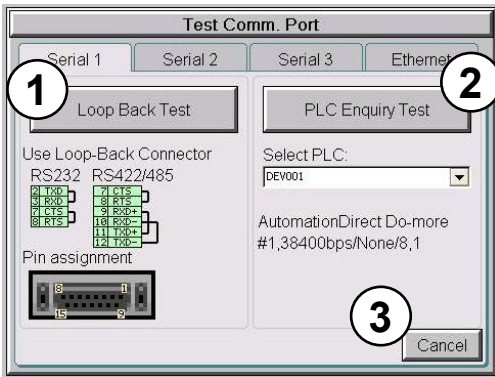 Test Comm. Port
Serial 1
Serial 2
Serial 3
Ethernet
1
2
Loop Back Test
PLC Enquiry Test
Use Loop-Back Connector
RS232 RS422/485
2 TXD
3 RXD
7 CTS
8 RTS
7 CTS
8 RTS
9 RXD+
10 RXD-
11 TXD+
12 TXD-
Pin assignment
8 1
15 9
Select PLC:
DEV001
AutomationDirect Do-more
#1,38400bps/None/8,1
3
Cancel